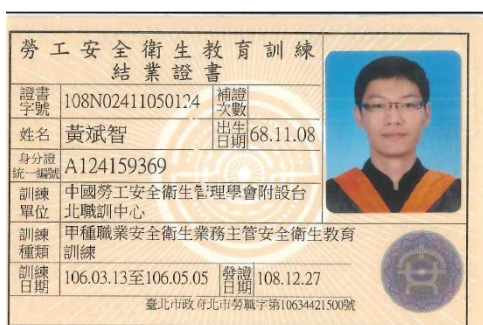 勞工安全衛生教育訓練
結業證書
證書字號 108N02411050124 補證次數
姓名 黃斌智 出生日期 68.11.08
身分證統一編號 A124159369
訓練單位 中國勞工安全衛生管理學會附設台
北職訓中心
訓練種類 甲種職業安全衛生業務主管安全衛生教育
訓練
訓練日期 106.03.13至106.05.05 發證日期 108.12.27
臺北市政府北市勞職字第10634421500號